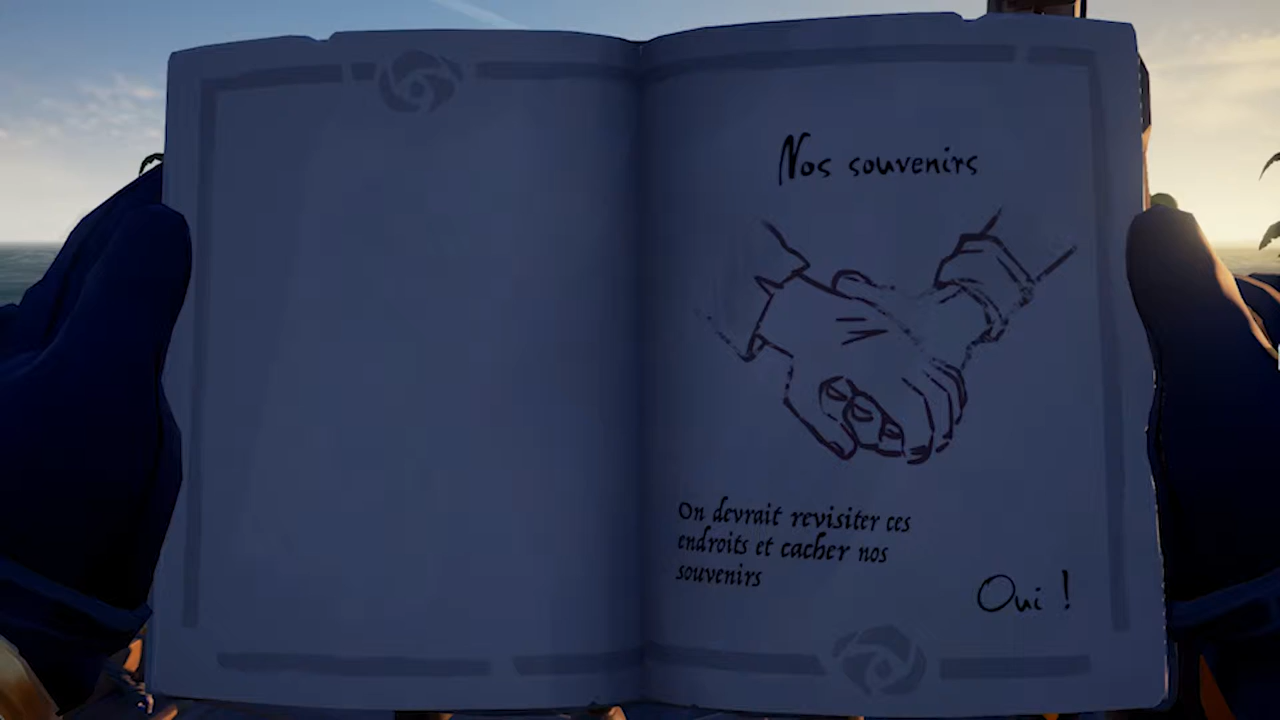 Nos souvenirs
On devrait revisiter ces
endroits et cacher nos
souvenirs
Oui !